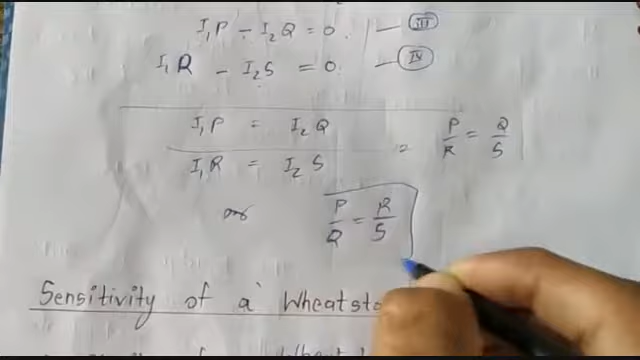 I₁P − I₂Q = 0. — III
I₁R − I₂S = 0. — IV
I₁P = I₂Q
I₁R = I₂S
= P/R = Q/S
or P/Q = R/S
Sensitivity of a Wheatsto